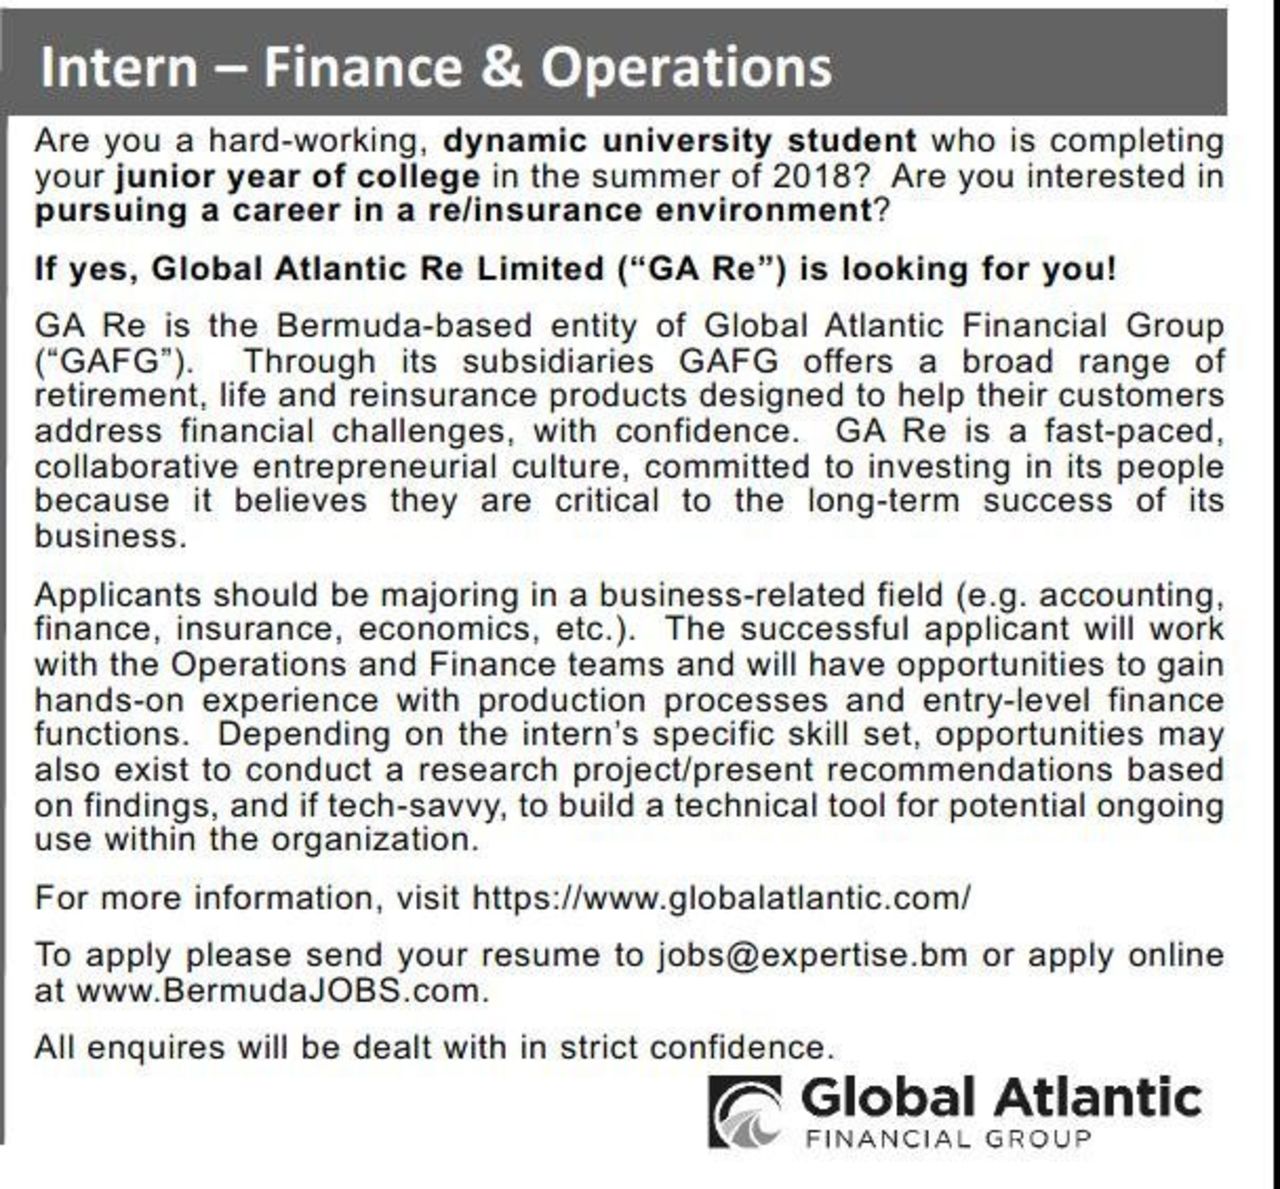 Intern – Finance & Operations
Are you a hard-working, dynamic university student who is completing
your junior year of college in the summer of 2018? Are you interested in
pursuing a career in a re/insurance environment?
If yes, Global Atlantic Re Limited (“GA Re”) is looking for you!
GA Re is the Bermuda-based entity of Global Atlantic Financial Group
(“GAFG”). Through its subsidiaries GAFG offers a broad range of
retirement, life and reinsurance products designed to help their customers
address financial challenges, with confidence. GA Re is a fast-paced,
collaborative entrepreneurial culture, committed to investing in its people
because it believes they are critical to the long-term success of its
business.
Applicants should be majoring in a business-related field (e.g. accounting,
finance, insurance, economics, etc.). The successful applicant will work
with the Operations and Finance teams and will have opportunities to gain
hands-on experience with production processes and entry-level finance
functions. Depending on the intern’s specific skill set, opportunities may
also exist to conduct a research project/present recommendations based
on findings, and if tech-savvy, to build a technical tool for potential ongoing
use within the organization.
For more information, visit https://www.globalatlantic.com/
To apply please send your resume to jobs@expertise.bm or apply online
at www.BermudaJOBS.com.
All enquires will be dealt with in strict confidence.
Global Atlantic
FINANCIAL GROUP